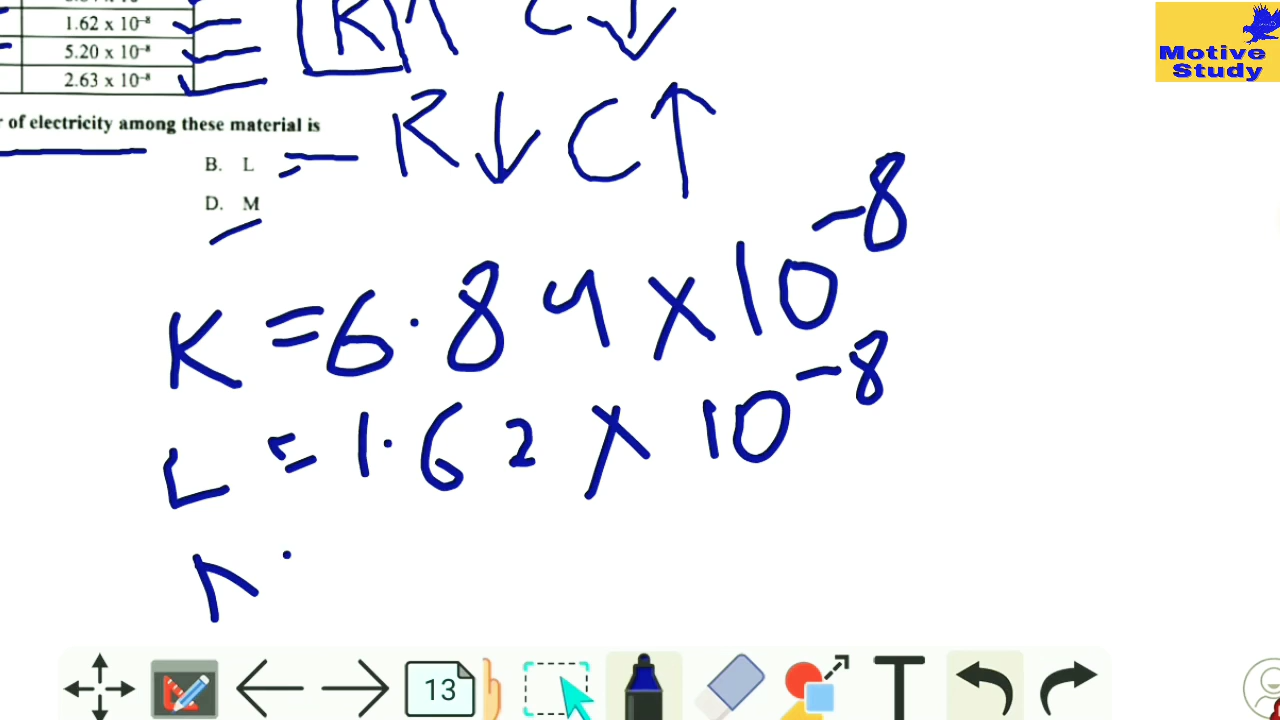 1.62 x 10⁻⁸
5.20 x 10⁻⁸
2.63 x 10⁻⁸
R↑ C↓
of electricity among these material is
R↓ C↑
B. L
D. M
K = 6.84 x 10⁻⁸
L = 1.62 x 10⁻⁸
Motive
Study
13
T